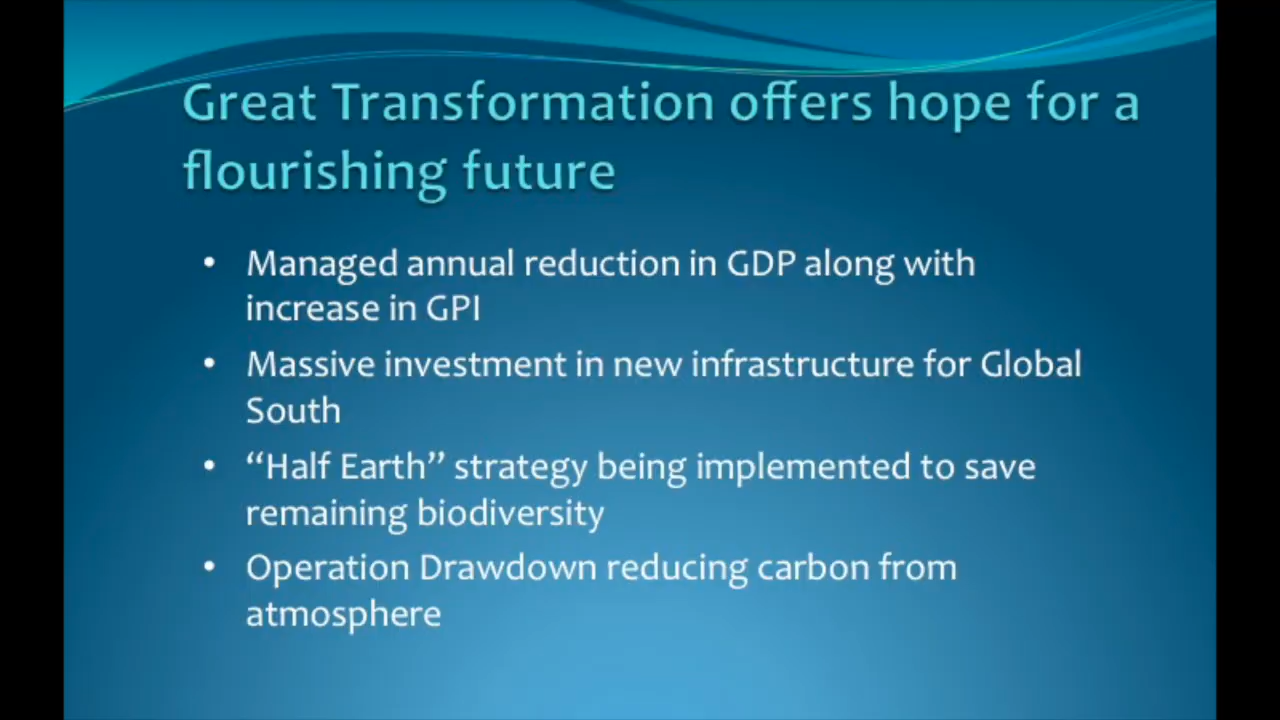 Great Transformation offers hope for a
flourishing future
• Managed annual reduction in GDP along with
increase in GPI
• Massive investment in new infrastructure for Global
South
• “Half Earth” strategy being implemented to save
remaining biodiversity
• Operation Drawdown reducing carbon from
atmosphere